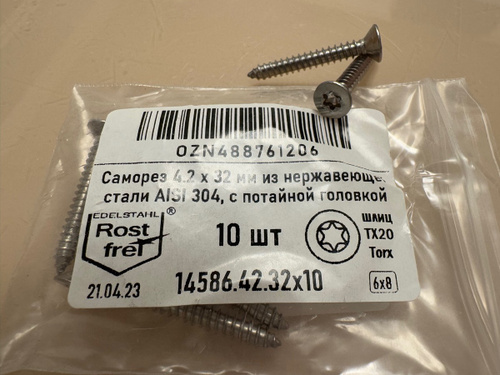 OZN488761206
Саморез 4.2 х 32 мм из нержавеюще
стали AISI 304, с потайной головкой
EDELSTAHL ®
Rost
frei
10 шт
шлиц
TX20
Torx
21.04.23
14586.42.32x10
6x8